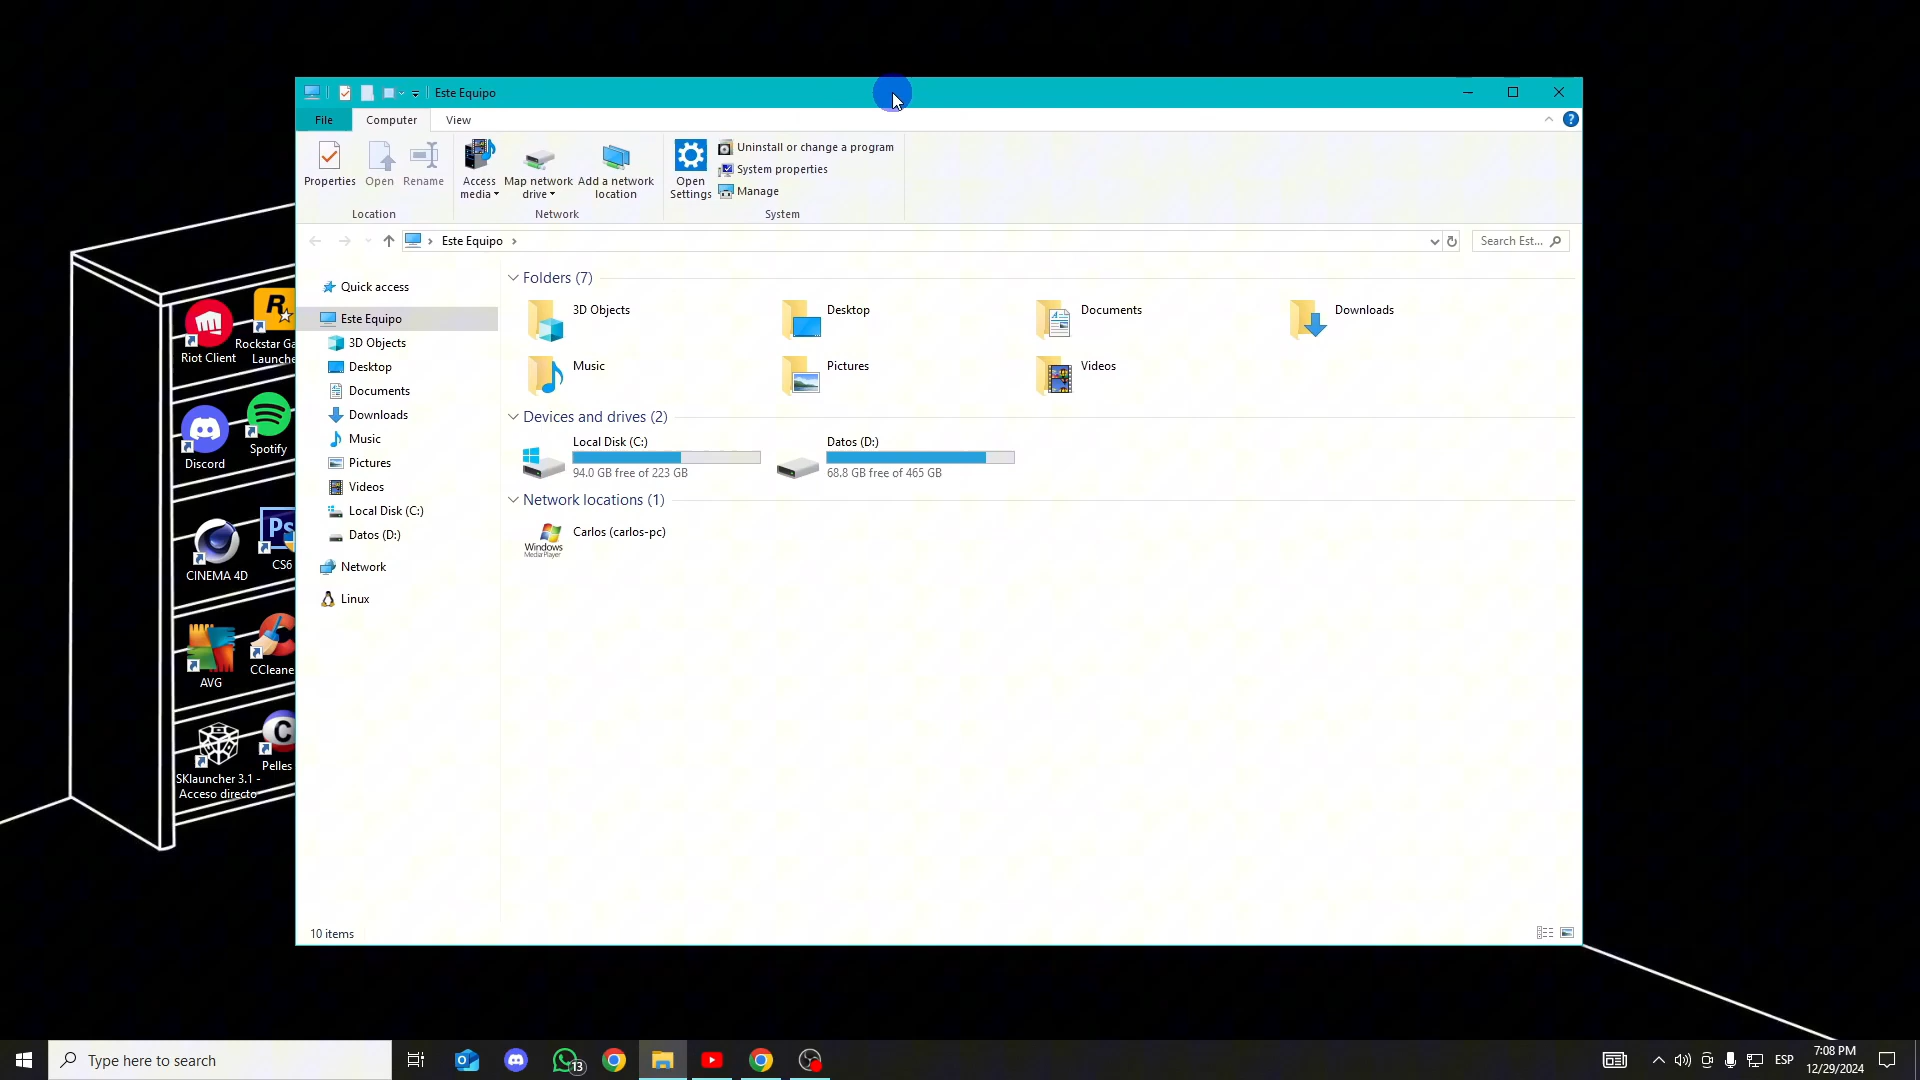 Este Equipo
File
Computer
View
Properties
Open
Rename
Access
media
Map network
drive
Add a network
location
Open
Settings
Uninstall or change a program
System properties
Manage
Location
Network
System
Este Equipo
Search Est...
Quick access
Este Equipo
3D Objects
Desktop
Documents
Downloads
Music
Pictures
Videos
Local Disk (C:)
Datos (D:)
Network
Linux
Folders (7)
3D Objects
Desktop
Documents
Downloads
Music
Pictures
Videos
Devices and drives (2)
Local Disk (C:)
94.0 GB free of 223 GB
Datos (D:)
68.8 GB free of 465 GB
Network locations (1)
Carlos (carlos-pc)
Windows
Media Player
10 items
Riot Client
Rockstar Ga
Launche
Discord
Spotify
CINEMA 4D
Ps
CS6
AVG
CCleane
SKlauncher 3.1 -
Acceso directo
Pelles
Type here to search
13
ESP
7:08 PM
12/29/2024